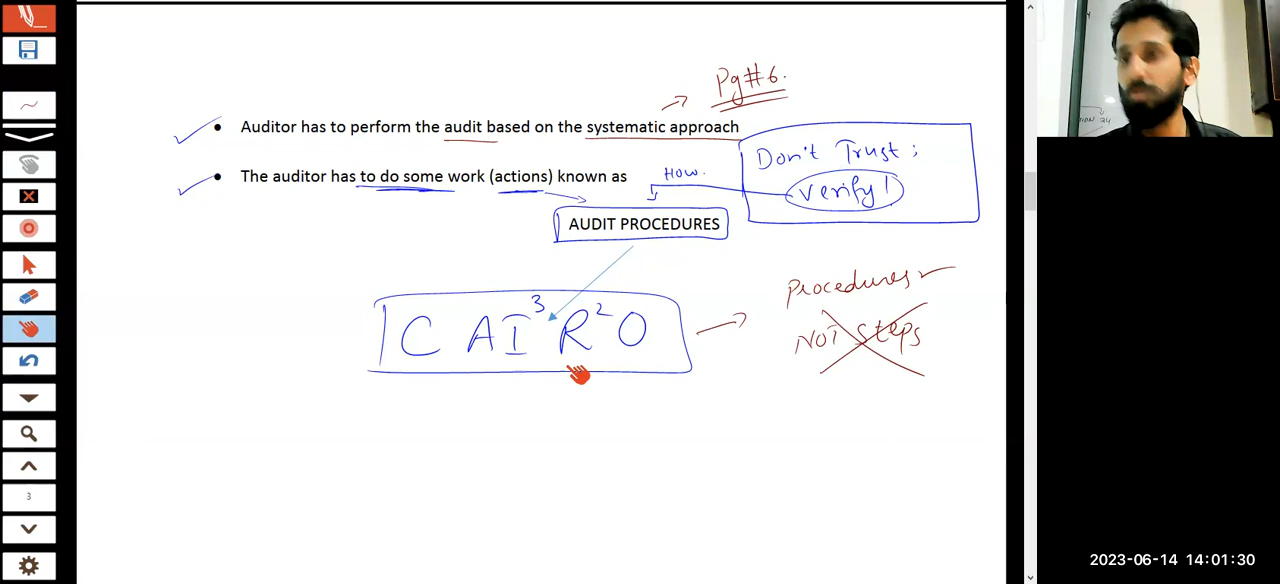 Pg#6.
• Auditor has to perform the audit based on the systematic approach
Don't Trust;
• The auditor has to do some work (actions) known as
How.
Verify!
AUDIT PROCEDURES
Procedures
C AI³ R² O
NOT steps
3
2023-06-14 14:01:30